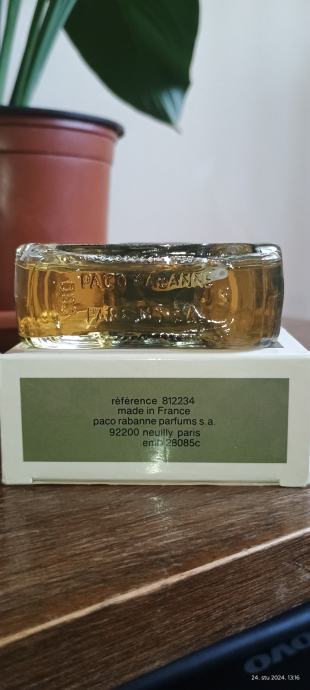 PACO RABANNE
PARFUMS S.A.
référence 812234
made in France
paco rabanne parfums s.a.
92200 neuilly paris
emb 28085c
24. stu 2024. 13:16